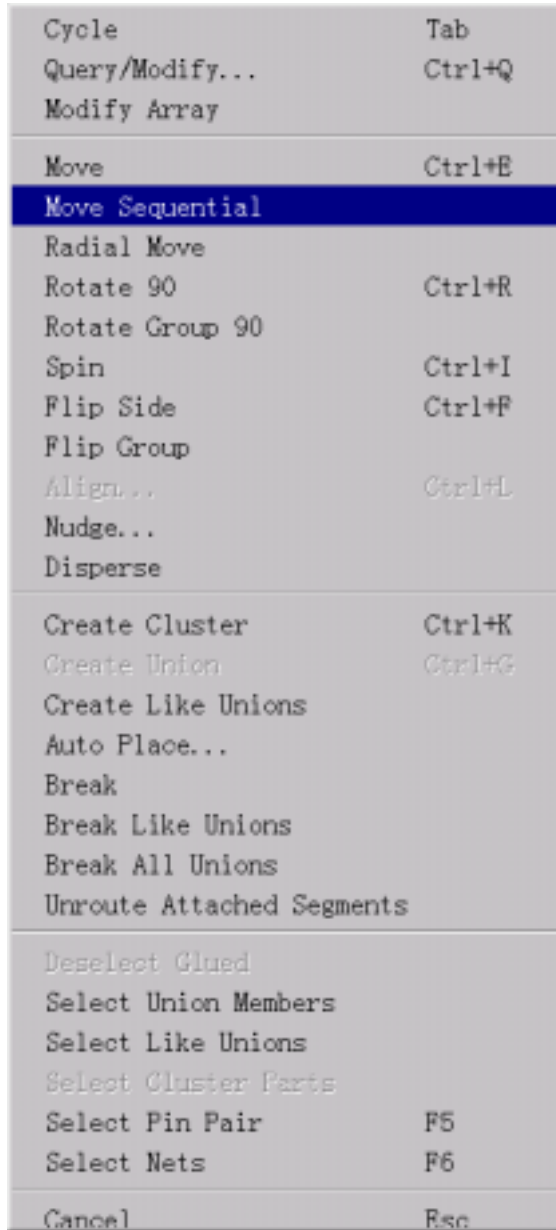 Cycle Tab
Query/Modify... Ctrl+Q
Modify Array
Move Ctrl+E
Move Sequential
Radial Move
Rotate 90 Ctrl+R
Rotate Group 90
Spin Ctrl+I
Flip Side Ctrl+F
Flip Group
Align... Ctrl+L
Nudge...
Disperse
Create Cluster Ctrl+K
Create Union Ctrl+G
Create Like Unions
Auto Place...
Break
Break Like Unions
Break All Unions
Unroute Attached Segments
Deselect Glued
Select Union Members
Select Like Unions
Select Cluster Parts
Select Pin Pair F5
Select Nets F6
Cancel Esc